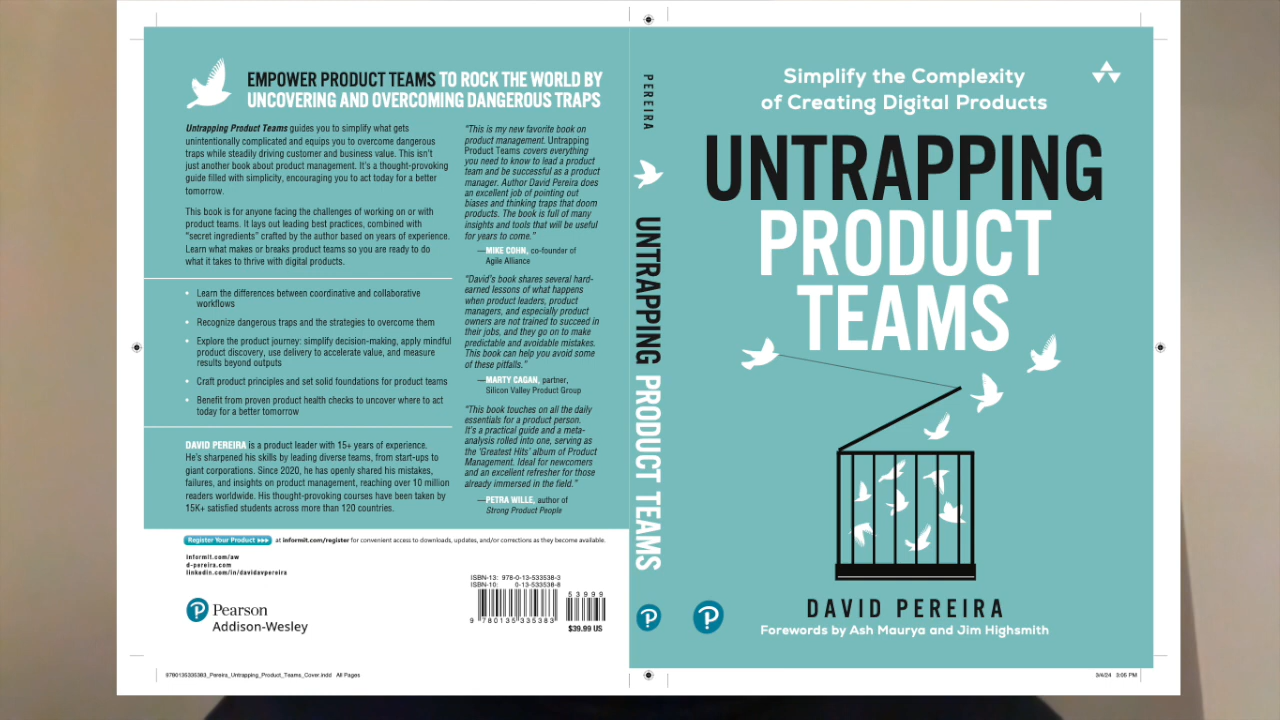 EMPOWER PRODUCT TEAMS TO ROCK THE WORLD BY
UNCOVERING AND OVERCOMING DANGEROUS TRAPS
Untrapping Product Teams guides you to simplify what gets
unintentionally complicated and equips you to overcome dangerous
traps while steadily driving customer and business value. This isn't
just another book about product management. It's a thought-provoking
guide filled with simplicity, encouraging you to act today for a better
tomorrow.
This book is for anyone facing the challenges of working on or with
product teams. It lays out leading best practices, combined with
"secret ingredients" crafted by the author based on years of experience.
Learn what makes or breaks product teams so you are ready to do
what it takes to thrive with digital products.
• Learn the differences between coordinative and collaborative
workflows
• Recognize dangerous traps and the strategies to overcome them
• Explore the product journey: simplify decision-making, apply mindful
product discovery, use delivery to accelerate value, and measure
results beyond outputs
• Craft product principles and set solid foundations for product teams
• Benefit from proven product health checks to uncover where to act
today for a better tomorrow
DAVID PEREIRA is a product leader with 15+ years of experience.
He's sharpened his skills by leading diverse teams, from start-ups to
giant corporations. Since 2020, he has openly shared his mistakes,
failures, and insights on product management, reaching over 10 million
readers worldwide. His thought-provoking courses have been taken by
15K+ satisfied students across more than 120 countries.
"This is my new favorite book on
product management. Untrapping
Product Teams covers everything
you need to know to lead a product
team and be successful as a product
manager. Author David Pereira does
an excellent job of pointing out
biases and thinking traps that doom
products. The book is full of many
insights and tools that will be useful
for years to come."
—MIKE COHN, co-founder of
Agile Alliance
"David's book shares several hard-
earned lessons of what happens
when product leaders, product
managers, and especially product
owners are not trained to succeed in
their jobs, and they go on to make
predictable and avoidable mistakes.
This book can help you avoid some
of these pitfalls."
—MARTY CAGAN, partner,
Silicon Valley Product Group
"This book touches on all the daily
essentials for a product person.
It's a practical guide and a meta-
analysis rolled into one, serving as
the 'Greatest Hits' album of Product
Management. Ideal for newcomers
and an excellent refresher for those
already immersed in the field."
—PETRA WILLE, author of
Strong Product People
Register Your Product >>> at informit.com/register for convenient access to downloads, updates, and/or corrections as they become available.
informit.com/aw
d-pereira.com
linkedin.com/in/davidavpereira
P Pearson
Addison-Wesley
ISBN-13: 978-0-13-533538-3
ISBN-10: 0-13-533538-8
5 3 9 9 9
9 780135 335383
$39.99 US
9780135335383_Pereira_Untrapping_Product_Teams_Cover.indd All Pages
PEREIRA
UNTRAPPING PRODUCT TEAMS
P
Simplify the Complexity
of Creating Digital Products
UNTRAPPING
PRODUCT
TEAMS
DAVID PEREIRA
P
Forewords by Ash Maurya and Jim Highsmith
3/4/24 3:05 PM